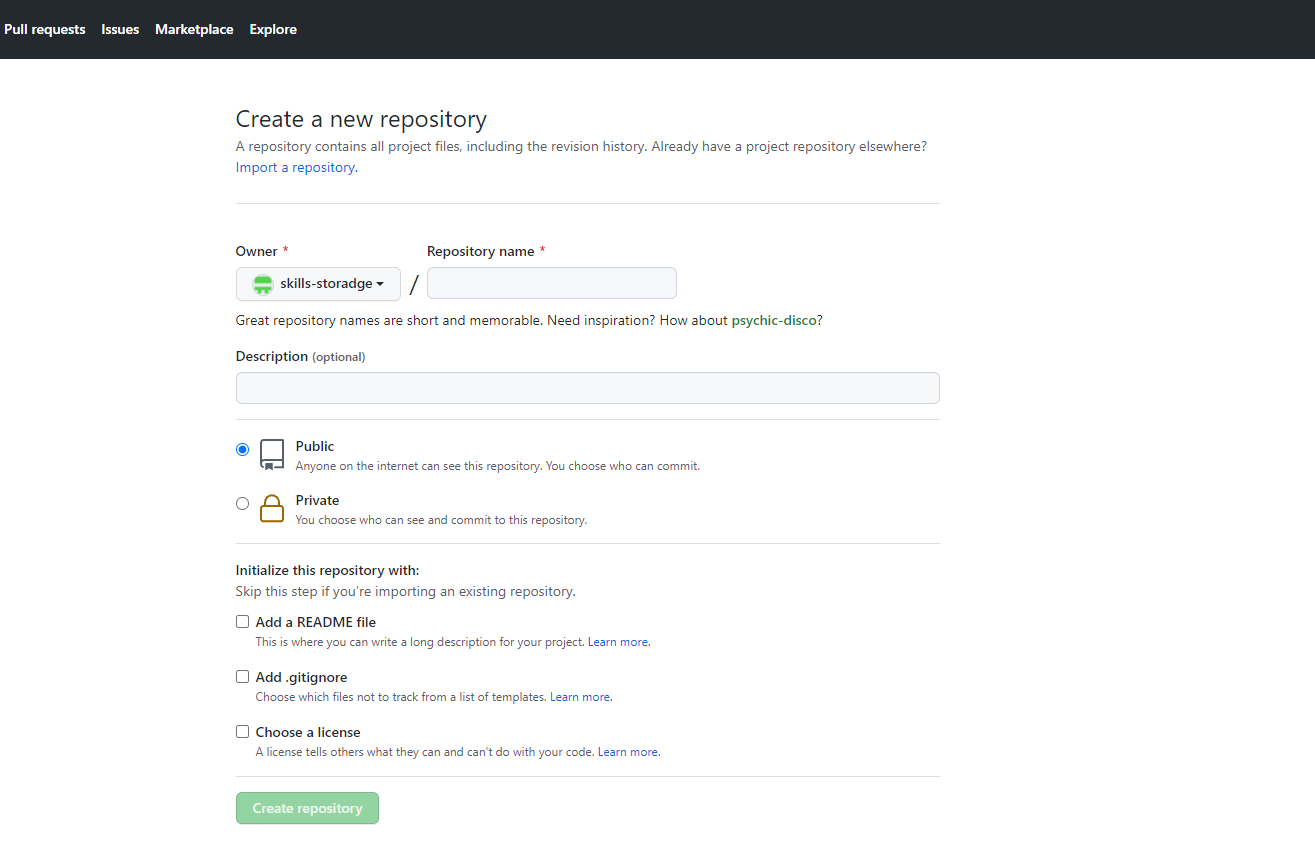 Pull requests Issues Marketplace Explore
Create a new repository
A repository contains all project files, including the revision history. Already have a project repository elsewhere?
Import a repository.
Owner * Repository name *
skills-storadge /
Great repository names are short and memorable. Need inspiration? How about psychic-disco?
Description (optional)
Public
Anyone on the internet can see this repository. You choose who can commit.
Private
You choose who can see and commit to this repository.
Initialize this repository with:
Skip this step if you're importing an existing repository.
Add a README file
This is where you can write a long description for your project. Learn more.
Add .gitignore
Choose which files not to track from a list of templates. Learn more.
Choose a license
A license tells others what they can and can't do with your code. Learn more.
Create repository